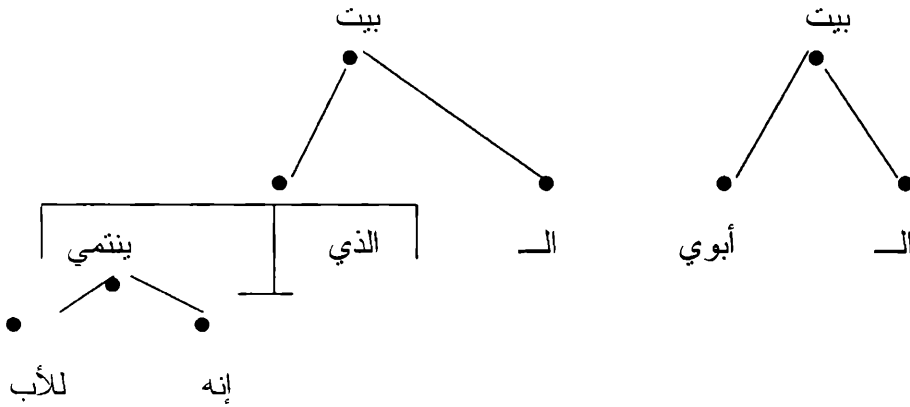 بيت بيت
الـ أبوي الـ الذي ينتمي
إنه للأب